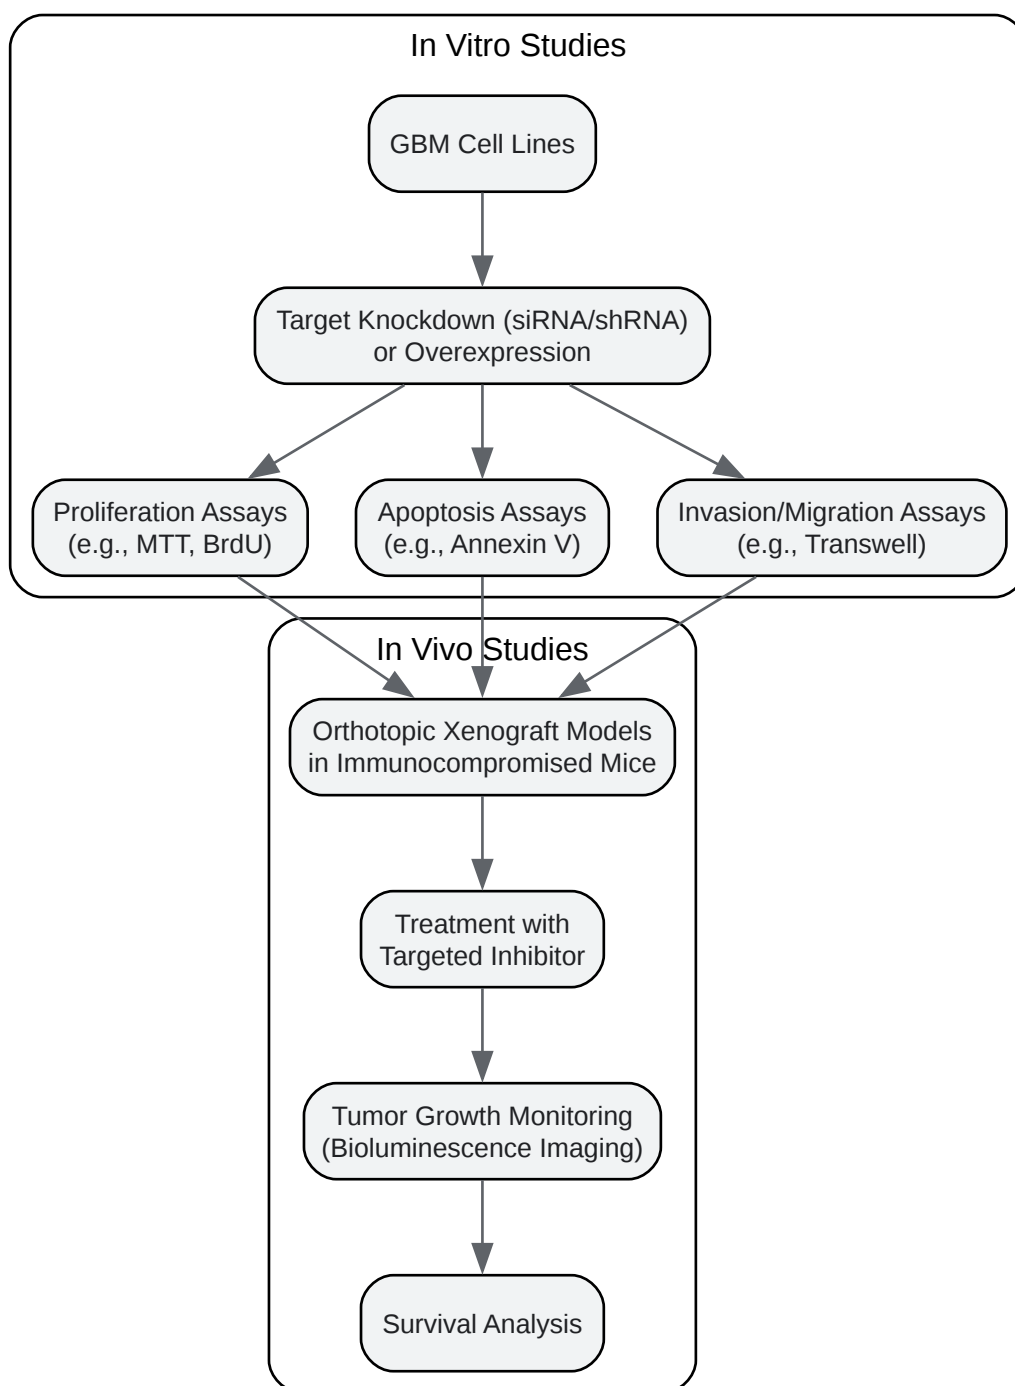 In Vitro Studies
GBM Cell Lines
Target Knockdown (siRNA/shRNA)
or Overexpression
Proliferation Assays
(e.g., MTT, BrdU)
Apoptosis Assays
(e.g., Annexin V)
Invasion/Migration Assays
(e.g., Transwell)
In Vivo Studies
Orthotopic Xenograft Models
in Immunocompromised Mice
Treatment with
Targeted Inhibitor
Tumor Growth Monitoring
(Bioluminescence Imaging)
Survival Analysis